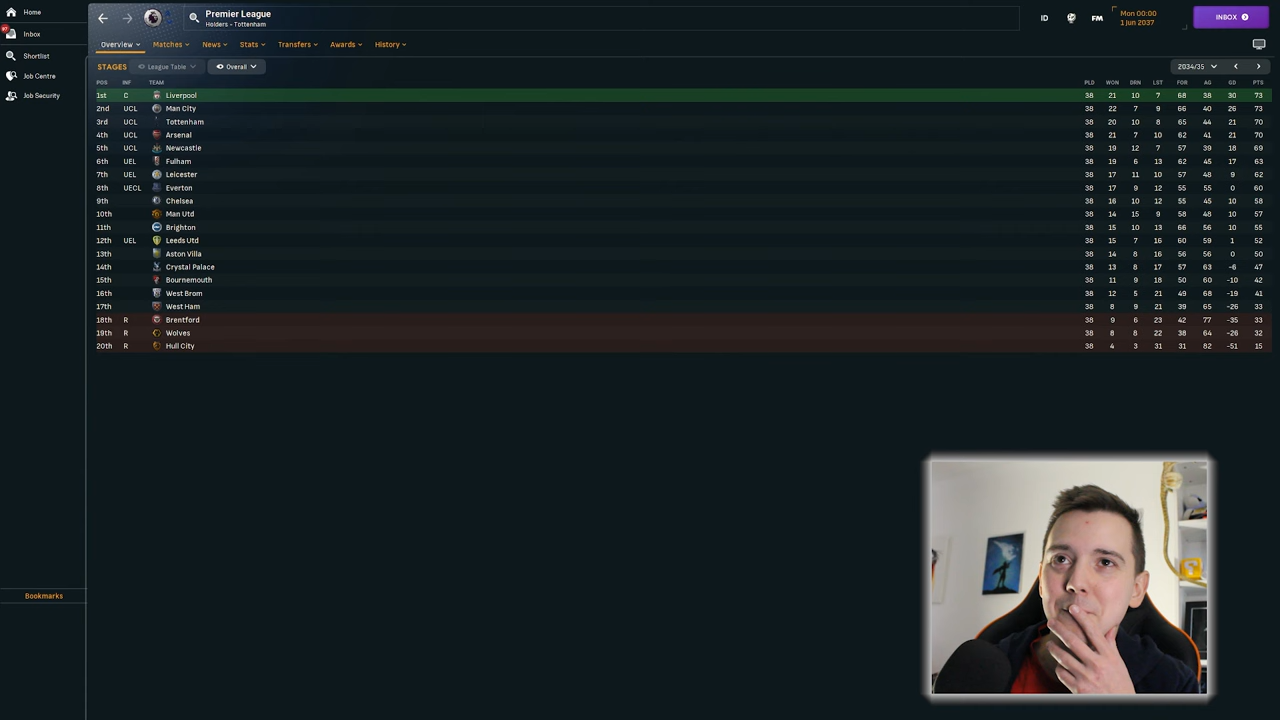 Home
Inbox
Shortlist
Job Centre
Job Security
Bookmarks
Premier League
Holders - Tottenham
ID FM Mon 00:00
1 Jun 2037
INBOX
Overview Matches News Stats Transfers Awards History
STAGES League Table Overall 2034/35
POS INF TEAM PLD WON DRN LST FOR AG GD PTS
1st C Liverpool 38 21 10 7 68 38 30 73
2nd UCL Man City 38 22 7 9 66 40 26 73
3rd UCL Tottenham 38 20 10 8 65 44 21 70
4th UCL Arsenal 38 21 7 10 62 41 21 70
5th UCL Newcastle 38 19 12 7 57 39 18 69
6th UEL Fulham 38 19 6 13 62 45 17 63
7th UEL Leicester 38 17 11 10 57 48 9 62
8th UECL Everton 38 17 9 12 55 55 0 60
9th Chelsea 38 16 10 12 55 45 10 58
10th Man Utd 38 14 15 9 58 48 10 57
11th Brighton 38 15 10 13 66 56 10 55
12th UEL Leeds Utd 38 15 7 16 60 59 1 52
13th Aston Villa 38 14 8 16 56 56 0 50
14th Crystal Palace 38 13 8 17 57 63 -6 47
15th Bournemouth 38 11 9 18 50 60 -10 42
16th West Brom 38 12 5 21 49 68 -19 41
17th West Ham 38 8 9 21 39 65 -26 33
18th R Brentford 38 9 6 23 42 77 -35 33
19th R Wolves 38 8 8 22 38 64 -26 32
20th R Hull City 38 4 3 31 31 82 -51 15